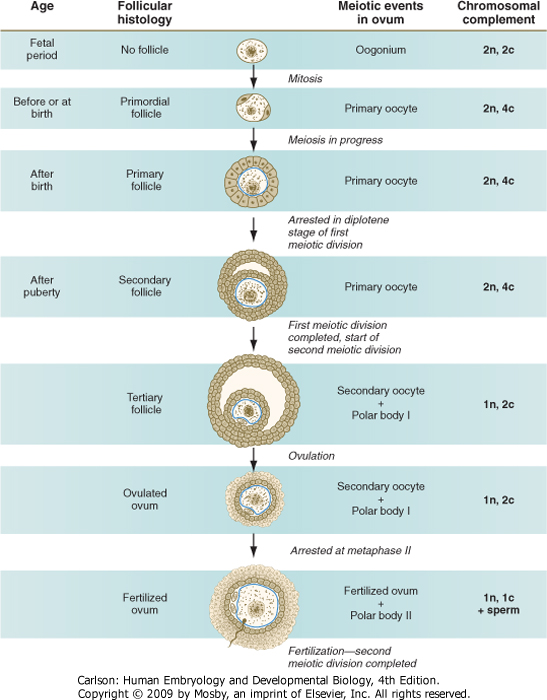 Age
Follicular
histology
Meiotic events
in ovum
Chromosomal
complement
Fetal
period
No follicle
Oogonium
2n, 2c
Mitosis
Before or at
birth
Primordial
follicle
Primary oocyte
2n, 4c
Meiosis in progress
After
birth
Primary
follicle
Primary oocyte
2n, 4c
Arrested in diplotene
stage of first
meiotic division
After
puberty
Secondary
follicle
Primary oocyte
2n, 4c
First meiotic division
completed, start of
second meiotic division
Tertiary
follicle
Secondary oocyte
+
Polar body I
1n, 2c
Ovulation
Ovulated
ovum
Secondary oocyte
+
Polar body I
1n, 2c
Arrested at metaphase II
Fertilized
ovum
Fertilized ovum
+
Polar body II
1n, 1c
+ sperm
Fertilization—second
meiotic division completed
Carlson: Human Embryology and Developmental Biology, 4th Edition.
Copyright © 2009 by Mosby, an imprint of Elsevier, Inc. All rights reserved.